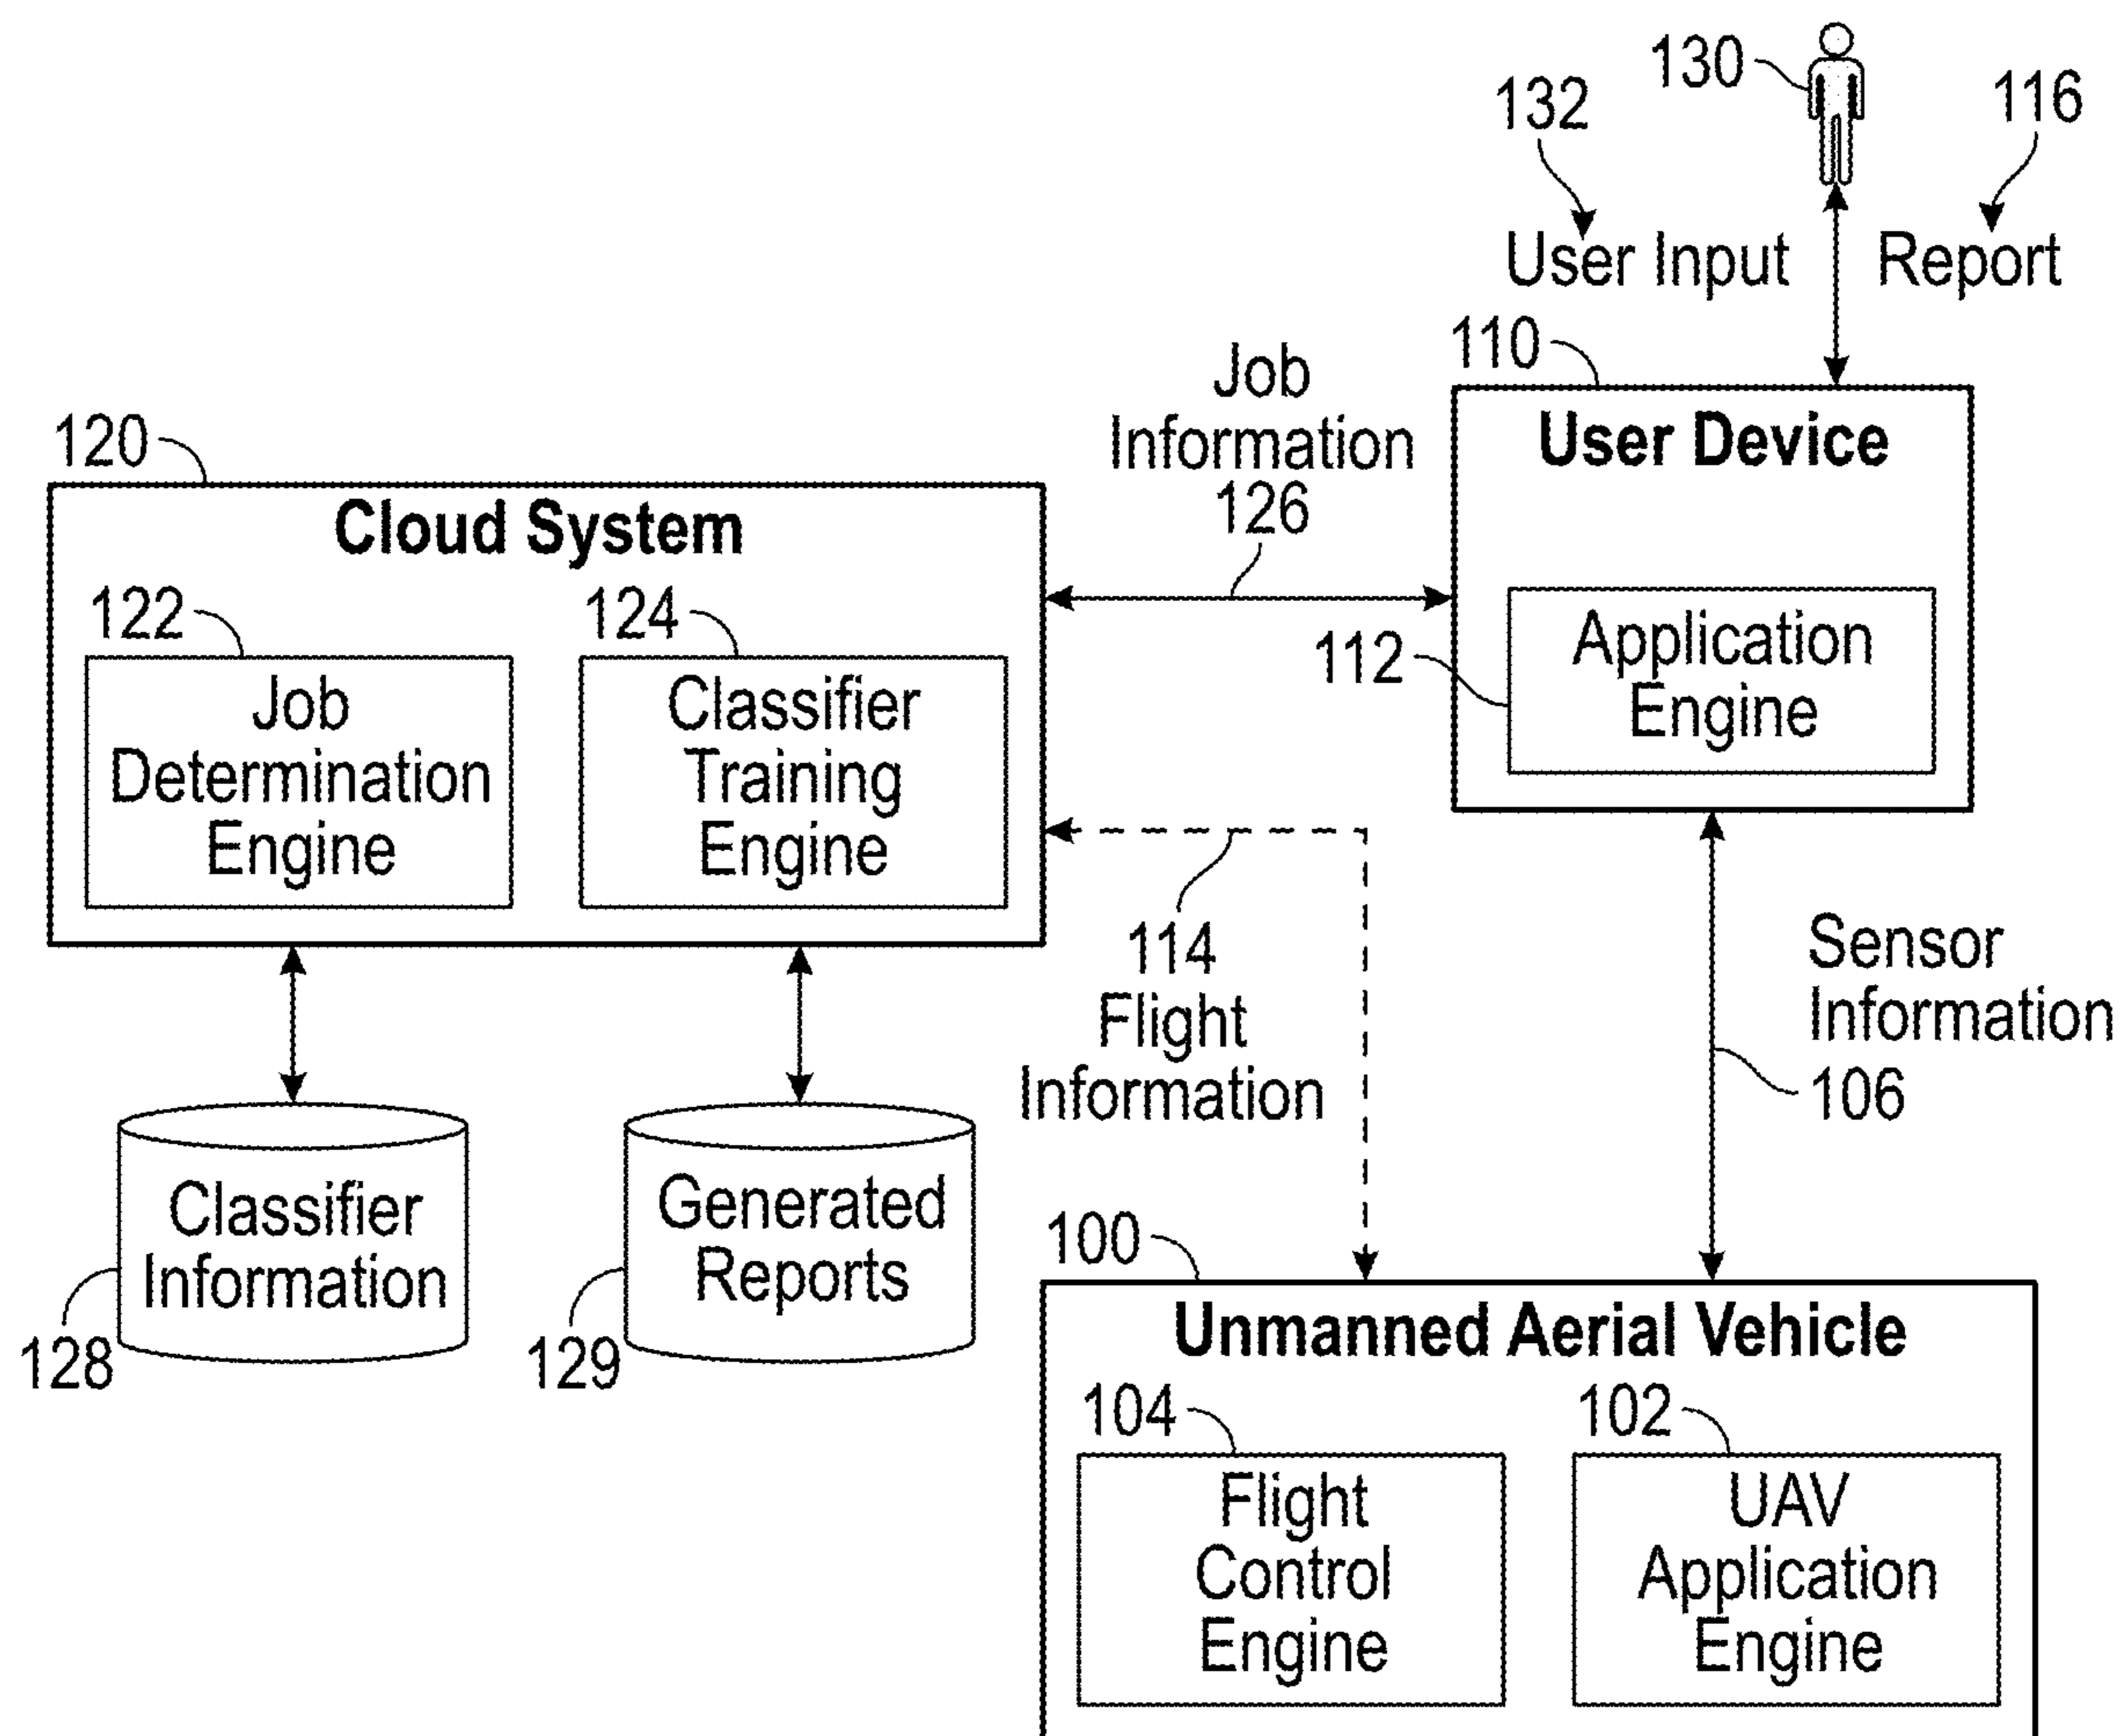 130
132
116
User Input
Report
110
User Device
112
Application
Engine
Job
Information
126
120
Cloud System
122
Job
Determination
Engine
124
Classifier
Training
Engine
114
Flight
Information
Sensor
Information
106
Classifier
Information
128
Generated
Reports
129
100
Unmanned Aerial Vehicle
104
Flight
Control
Engine
102
UAV
Application
Engine